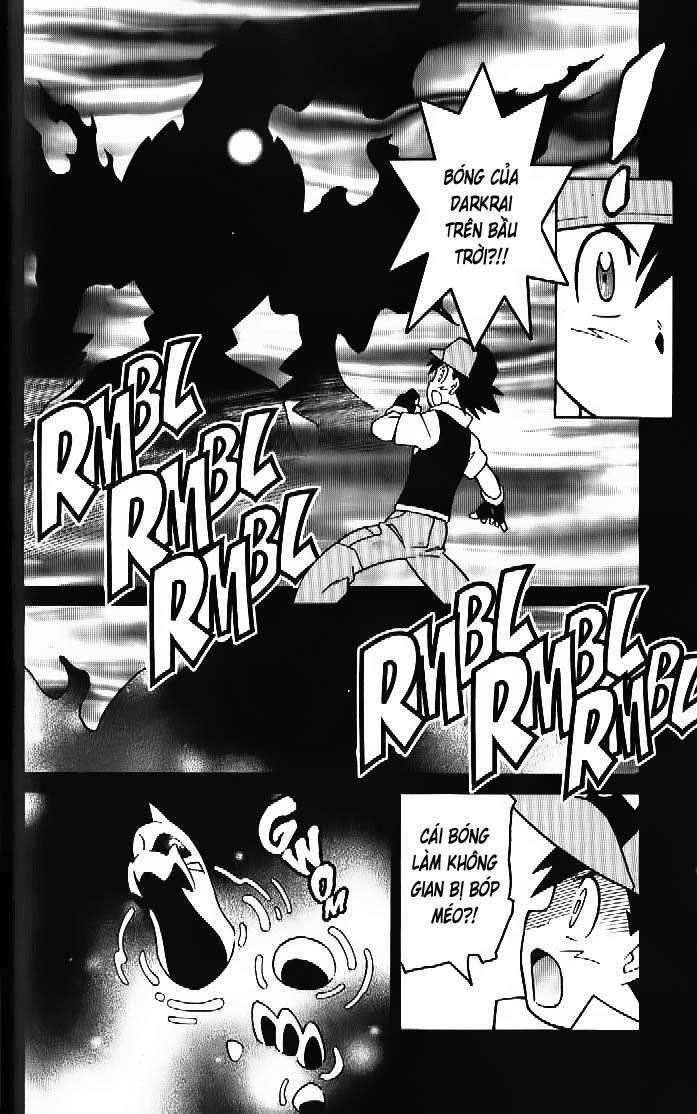 BÓNG CỦA
DARKRAI
TRÊN BẦU
TRỜI?!!
RMBL
RMBL
RMBL
RMBL
RMBL
RMBL
GWOM
CÁI BÓNG
LÀM KHÔNG
GIAN BỊ BÓP
MÉO?!